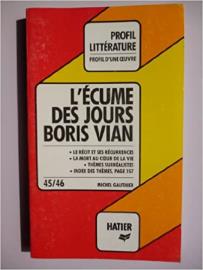 PROFIL
LITTÉRATURE
PROFIL D'UNE ŒUVRE
L'ÉCUME
DES JOURS
BORIS VIAN
• LE RÉCIT ET SES RÉCURRENCES
• LA MORT AU CŒUR DE LA VIE
• THÈMES SURRÉALISTES
• INDEX DES THÈMES, PAGE 157
45/46
MICHEL GAUTHIER
HATIER